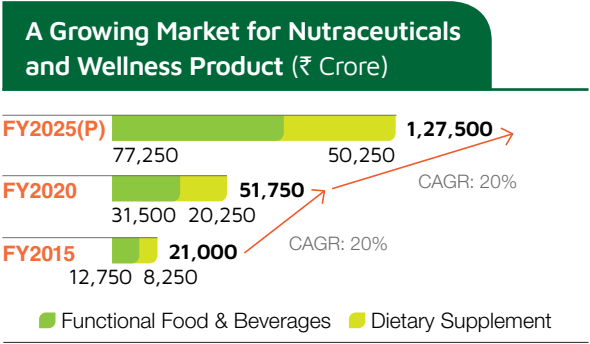 A Growing Market for Nutraceuticals
and Wellness Product (₹ Crore)
FY2025(P)
1,27,500
77,250 50,250
CAGR: 20%
FY2020
51,750
31,500 20,250
CAGR: 20%
FY2015
21,000
12,750 8,250
Functional Food & Beverages Dietary Supplement